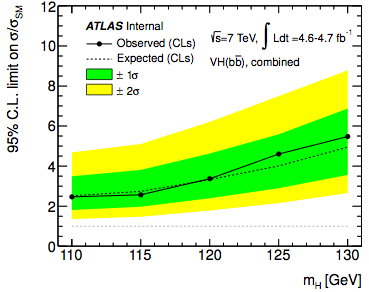 95% C.L. limit on σ/σSM
12
10
8
6
4
2
0
ATLAS Internal
Observed (CLs)
Expected (CLs)
± 1σ
± 2σ
√s=7 TeV, ∫ Ldt =4.6-4.7 fb⁻¹
VH(bb̄), combined
110 115 120 125 130
mH [GeV]